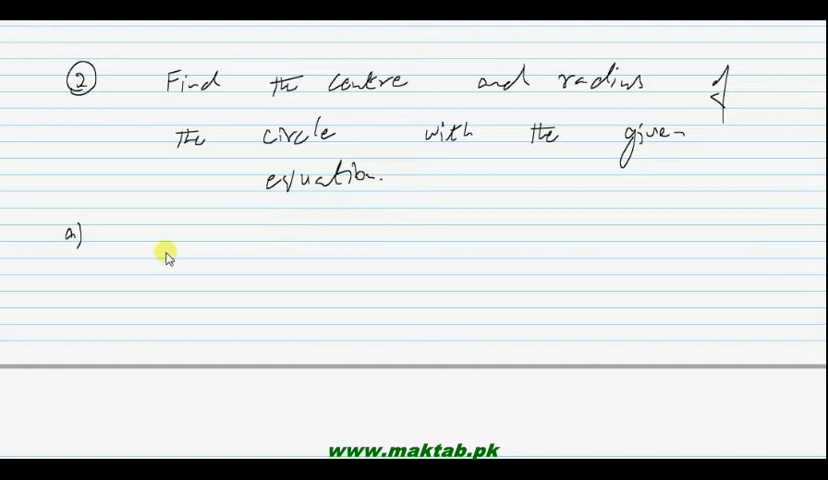 2 Find the centre and radius of
the circle with the given
equation.
a)
www.maktab.pk